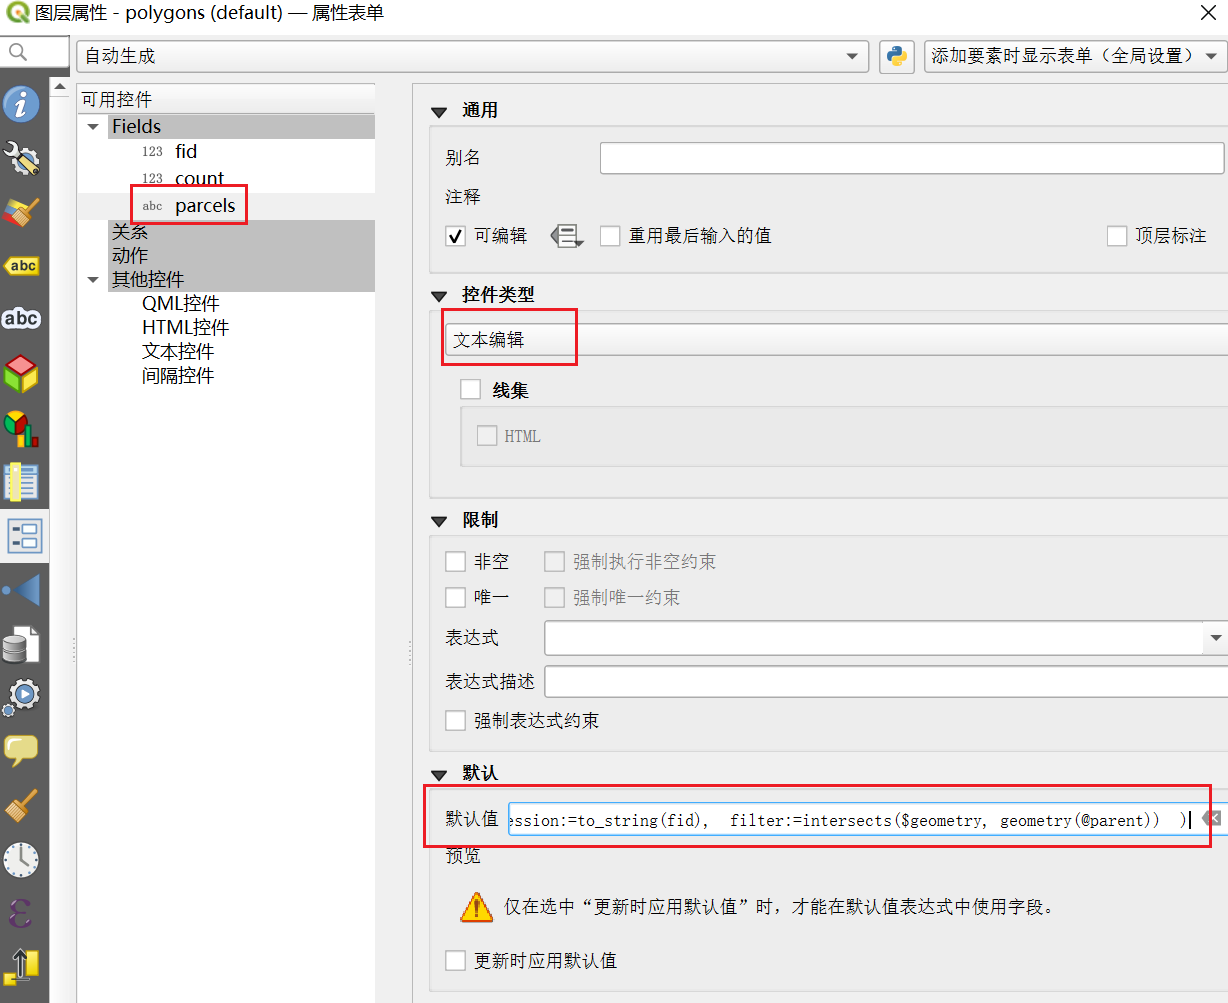 图层属性 - polygons (default) — 属性表单
自动生成
添加要素时显示表单（全局设置）
可用控件
Fields
123 fid
123 count
abc parcels
关系
动作
其他控件
QML控件
HTML控件
文本控件
间隔控件
abc
abc
通用
别名
注释
可编辑
重用最后输入的值
顶层标注
控件类型
文本编辑
线集
HTML
限制
非空
强制执行非空约束
唯一
强制唯一约束
表达式
表达式描述
强制表达式约束
默认
默认值 ession:=to_string(fid),  filter:=intersects($geometry, geometry(@parent))  )
预览
仅在选中“更新时应用默认值”时，才能在默认值表达式中使用字段。
更新时应用默认值